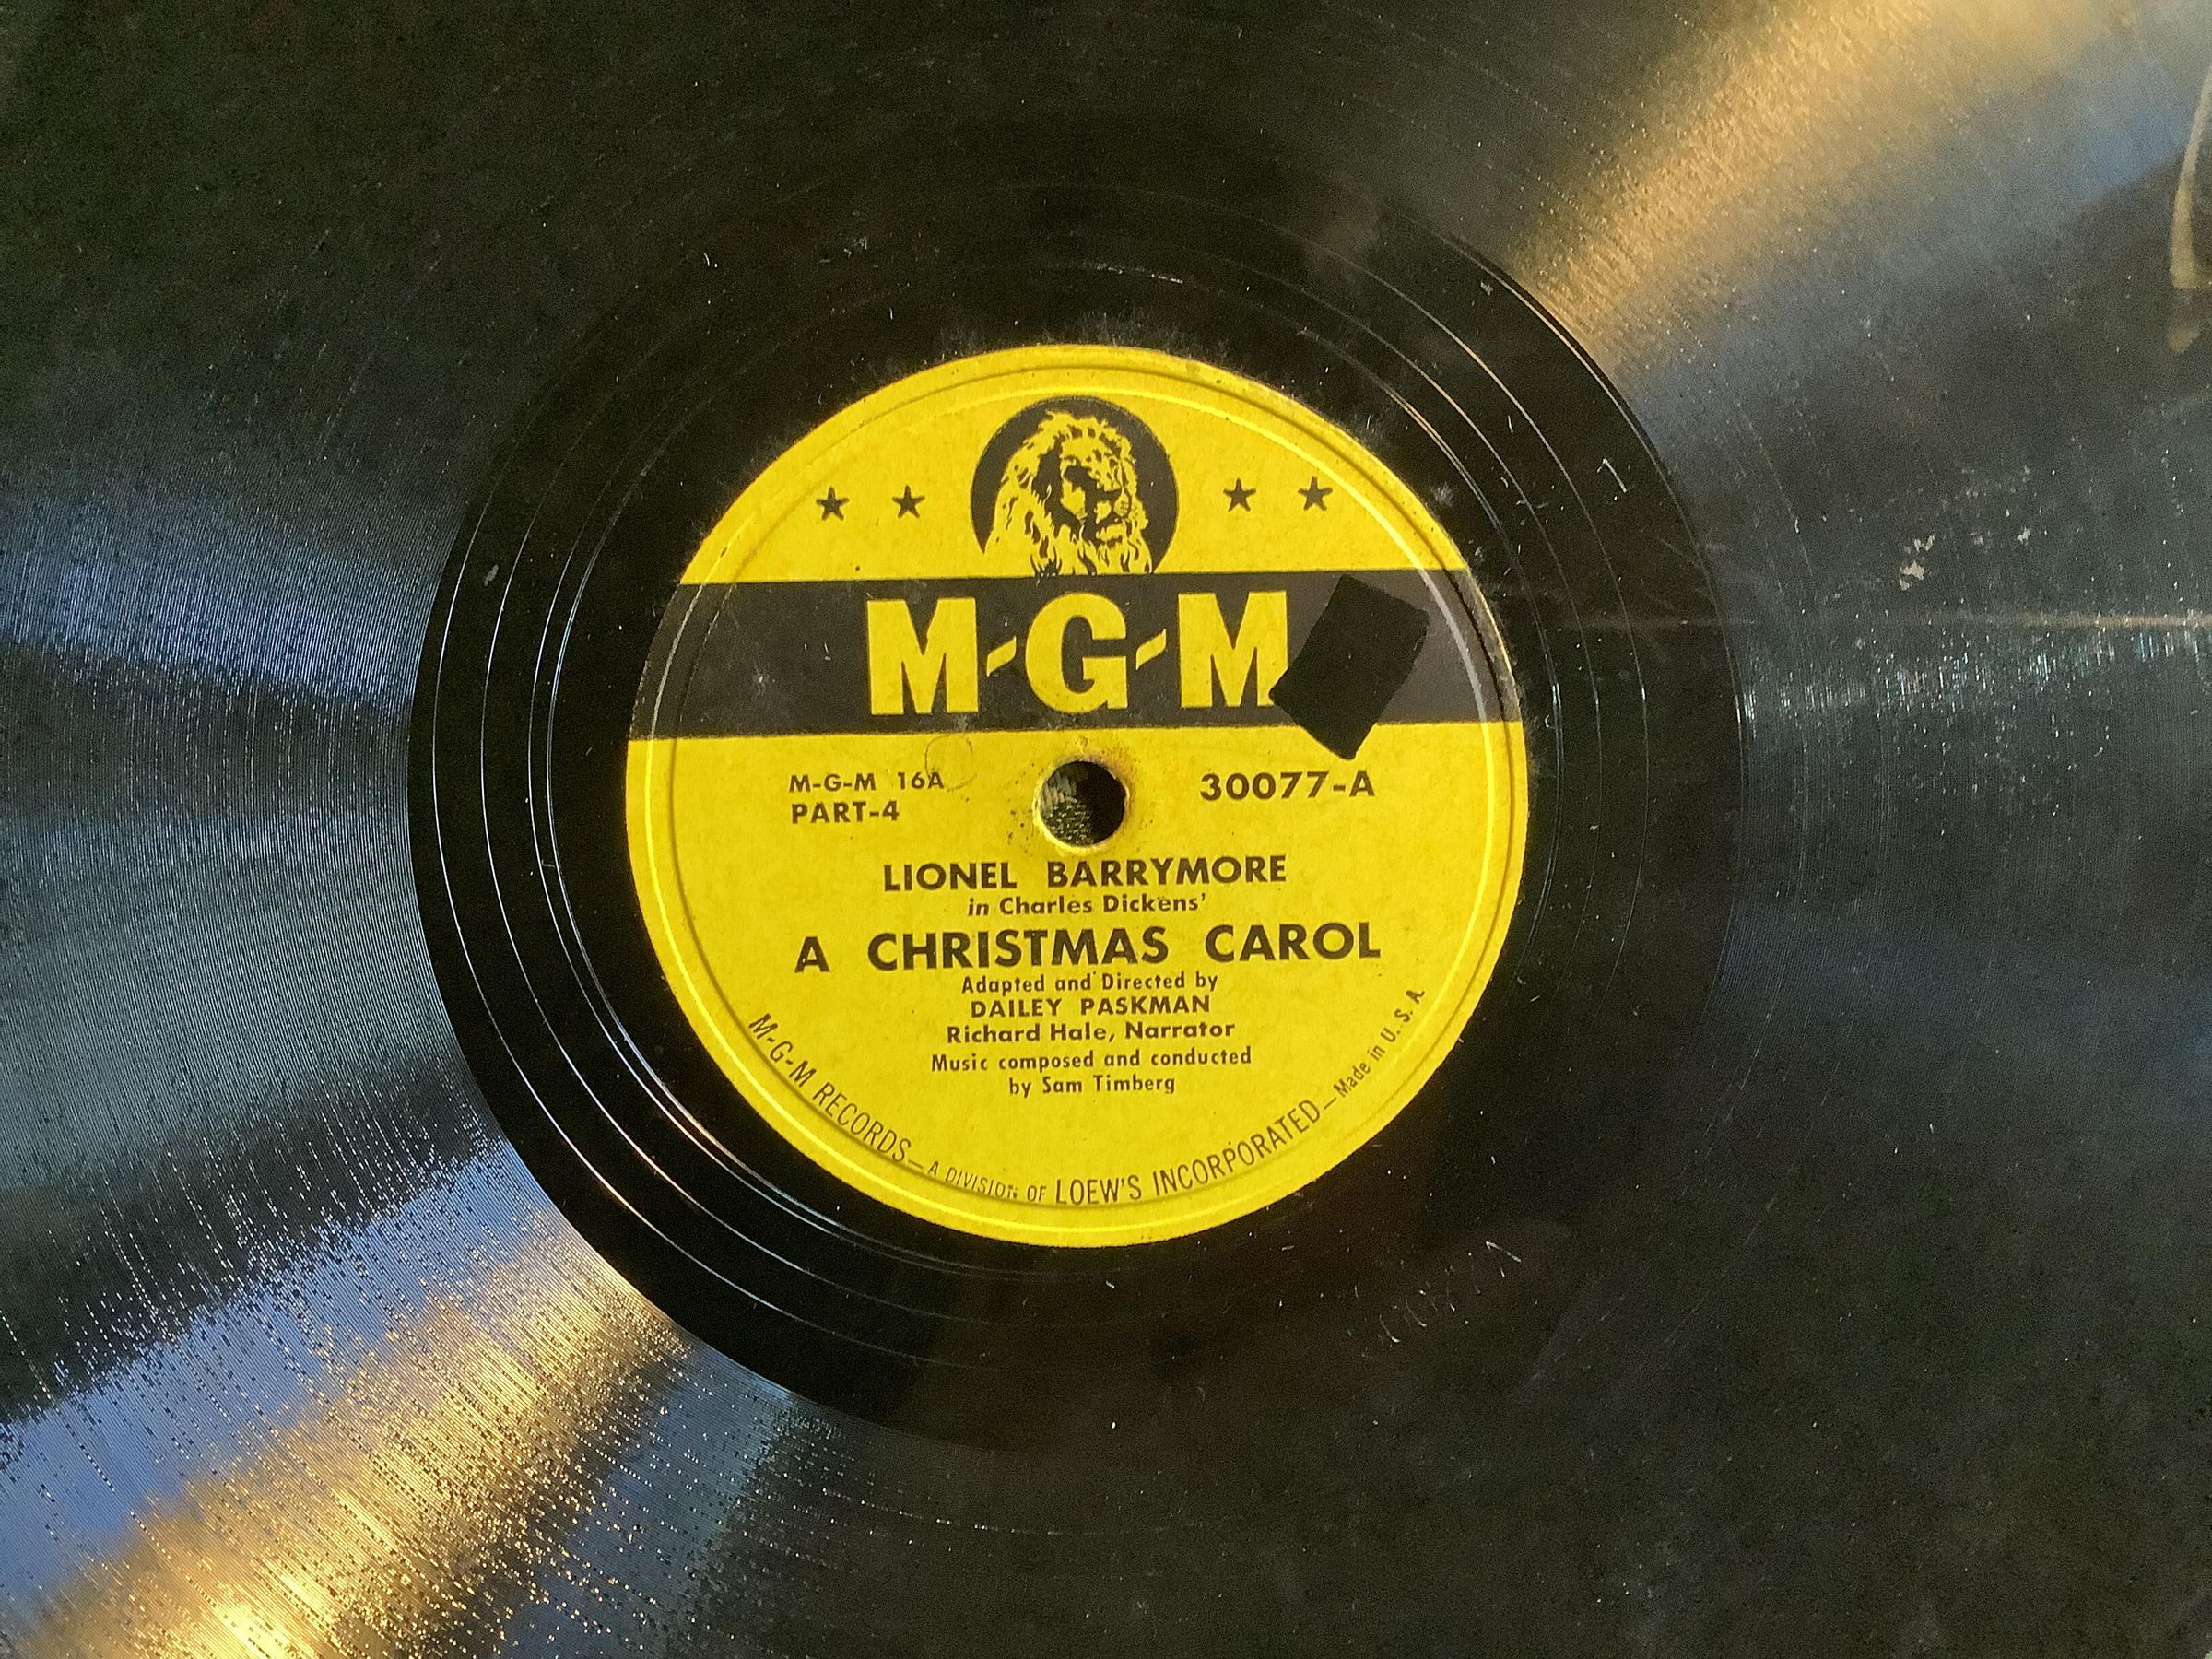 M-G-M
M-G-M 16A
PART-4
30077-A
LIONEL BARRYMORE
in Charles Dickens'
A CHRISTMAS CAROL
Adapted and Directed by
DAILEY PASKMAN
Richard Hale, Narrator
Music composed and conducted
by Sam Timberg
M-G-M RECORDS—A DIVISION OF LOEW'S INCORPORATED—Made in U. S. A.